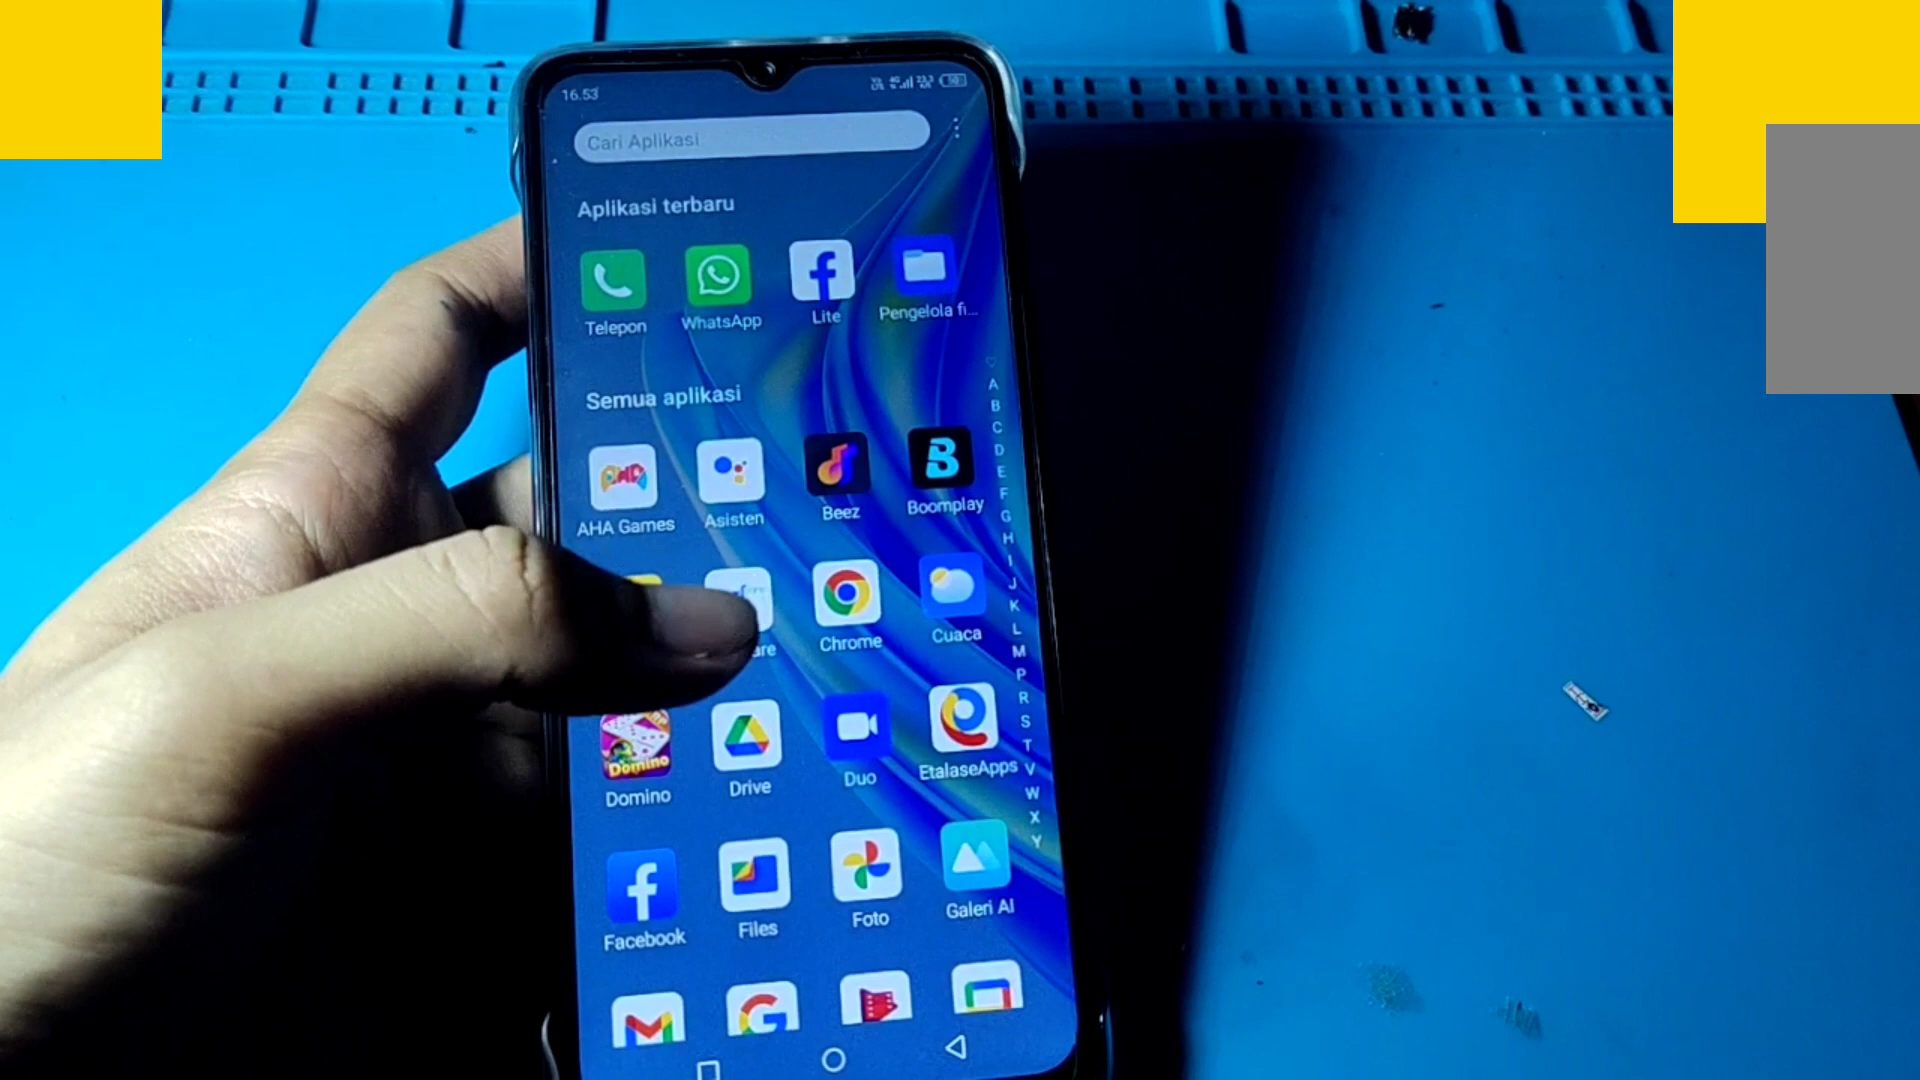 16.53
Cari Aplikasi
Aplikasi terbaru
Telepon WhatsApp Lite Pengelola fi...
Semua aplikasi
AHA Games Asisten Beez Boomplay
Chrome Cuaca
Domino
Domino Drive Duo EtalaseApps
Facebook Files Foto Galeri AI
A
B
C
D
E
F
G
H
I
J
K
L
M
P
R
S
T
V
W
X
Y